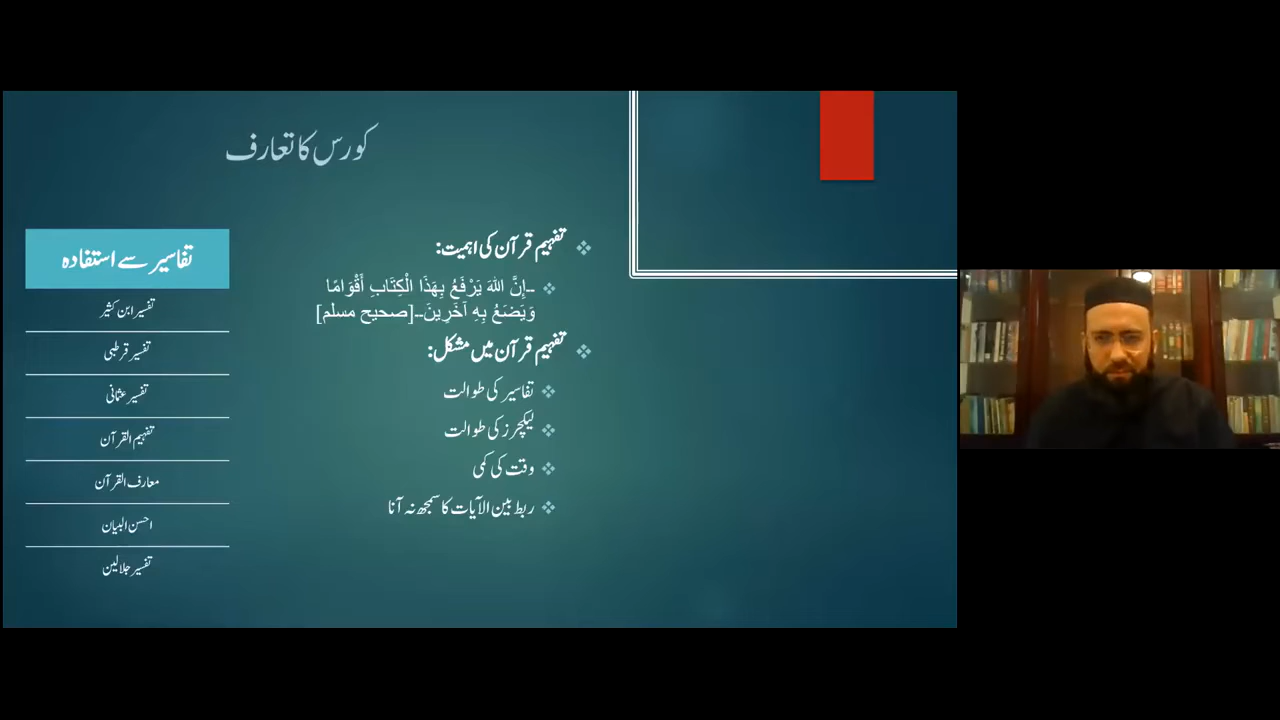 کورس کا تعارف
تفہیم قرآن کی اہمیت:
۔إِنَّ اللهَ يَرْفَعُ بِهَذَا الْكِتَابِ أَقْوَامًا
وَيَضَعُ بِهِ آخَرِينَ۔[صحيح مسلم]
تفہیم قرآن میں مشکل:
تفاسیر کی طوالت
لیکچرز کی طوالت
وقت کی کمی
ربط بین الآیات کا سمجھ نہ آنا
تفاسیر سے استفادہ
تفسیر ابن کثیر
تفسیر قرطبی
تفسیر عثمانی
تفہیم القرآن
معارف القرآن
احسن البیان
تفسیر جلالین